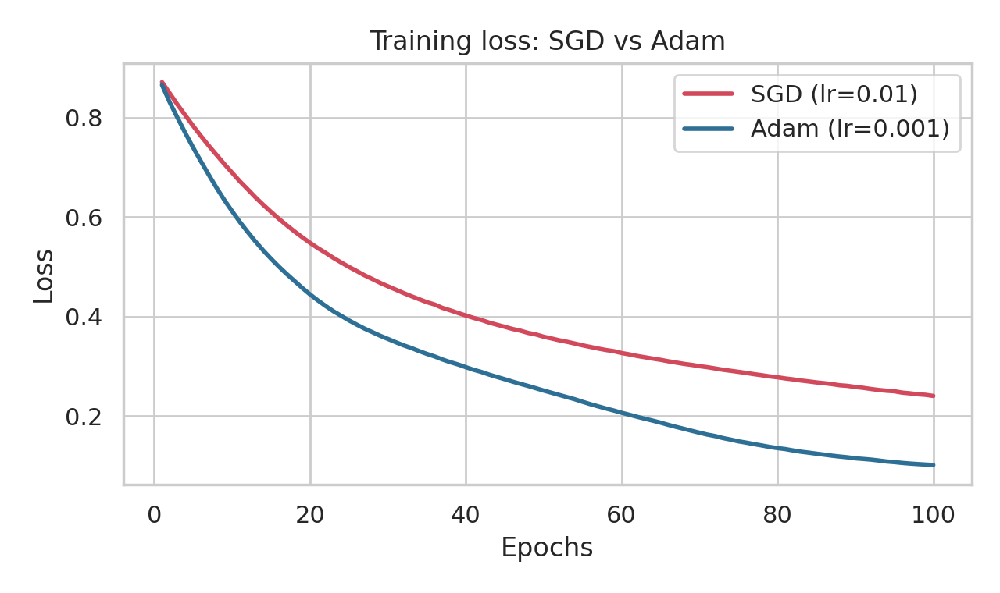 Training loss: SGD vs Adam
SGD (lr=0.01)
Adam (lr=0.001)
Loss
0.8
0.6
0.4
0.2
0 20 40 60 80 100
Epochs